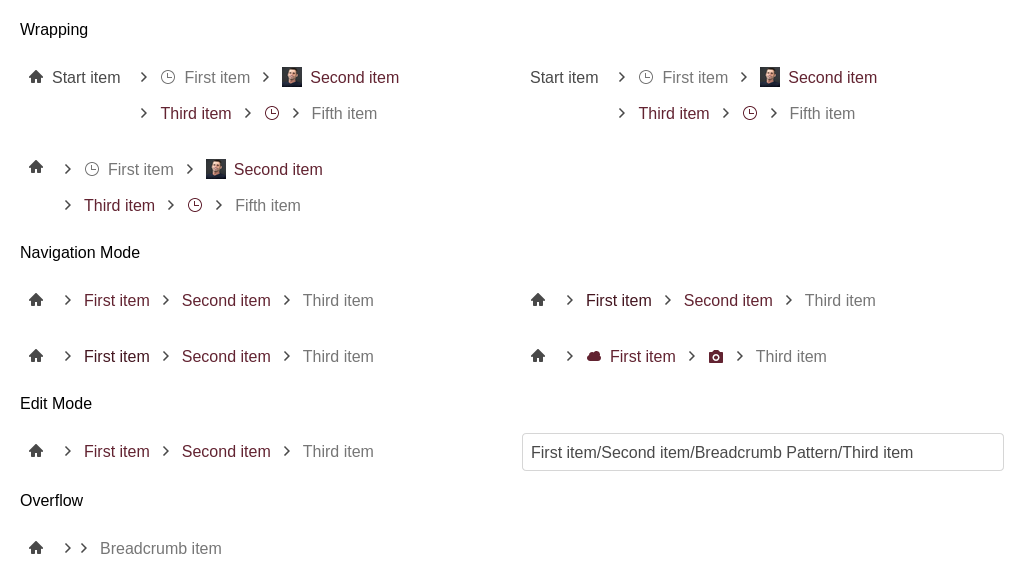 Wrapping
Start item First item Second item
Third item Fifth item
Start item First item Second item
Third item Fifth item
First item Second item
Third item Fifth item
Navigation Mode
First item Second item Third item
First item Second item Third item
First item Second item Third item
First item Third item
Edit Mode
First item Second item Third item
First item/Second item/Breadcrumb Pattern/Third item
Overflow
Breadcrumb item